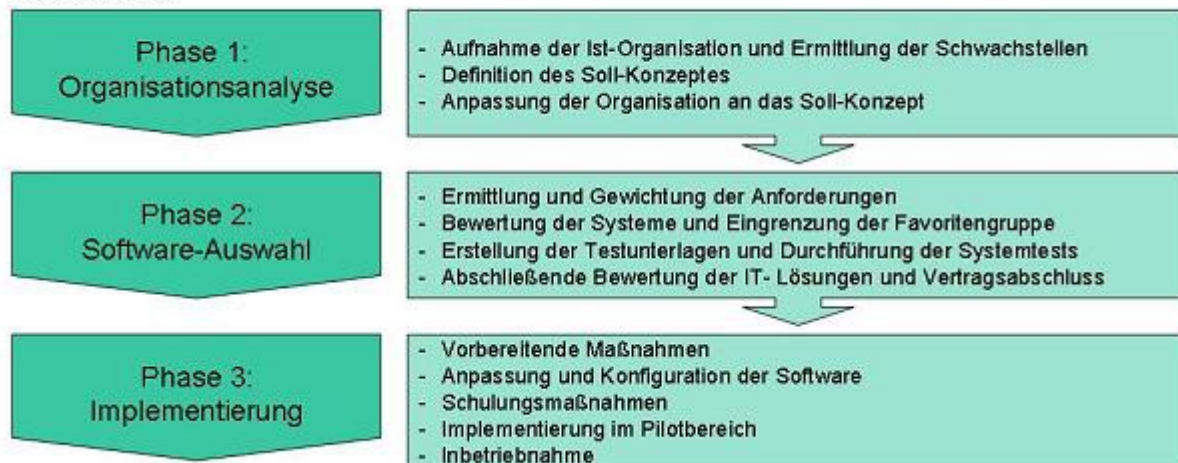 Phase 1:
Organisationsanalyse
- Aufnahme der Ist-Organisation und Ermittlung der Schwachstellen
- Definition des Soll-Konzeptes
- Anpassung der Organisation an das Soll-Konzept
Phase 2:
Software-Auswahl
- Ermittlung und Gewichtung der Anforderungen
- Bewertung der Systeme und Eingrenzung der Favoritengruppe
- Erstellung der Testunterlagen und Durchführung der Systemtests
- Abschließende Bewertung der IT- Lösungen und Vertragsabschluss
Phase 3:
Implementierung
- Vorbereitende Maßnahmen
- Anpassung und Konfiguration der Software
- Schulungsmaßnahmen
- Implementierung im Pilotbereich
- Inbetriebnahme